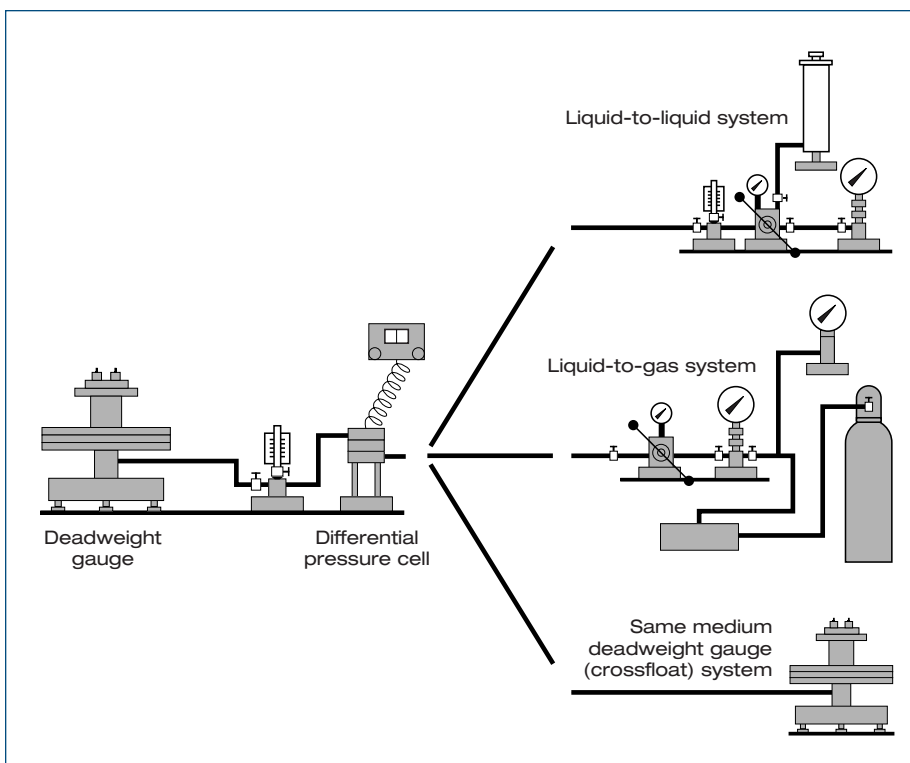 Liquid-to-liquid system
Liquid-to-gas system
Deadweight
gauge
Differential
pressure cell
Same medium
deadweight gauge
(crossfloat) system